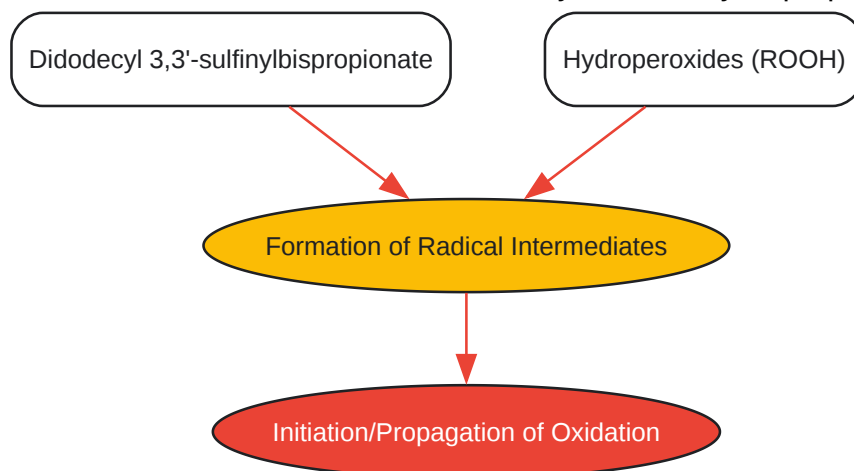 Didodecyl 3,3'-sulfinylbispropionate
Hydroperoxides (ROOH)
Formation of Radical Intermediates
Initiation/Propagation of Oxidation